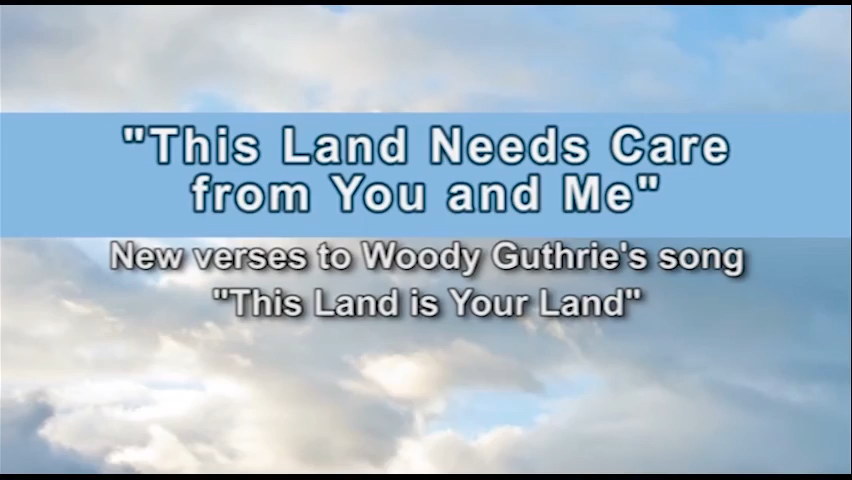 "This Land Needs Care
from You and Me"
New verses to Woody Guthrie's song
"This Land is Your Land"